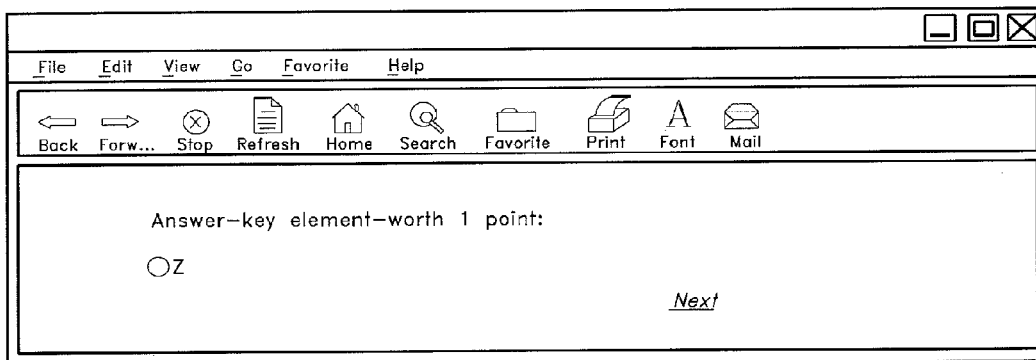 File Edit View Go Favorite Help
Back Forw... Stop Refresh Home Search Favorite Print Font Mail
Answer-key element-worth 1 point:
Z
Next